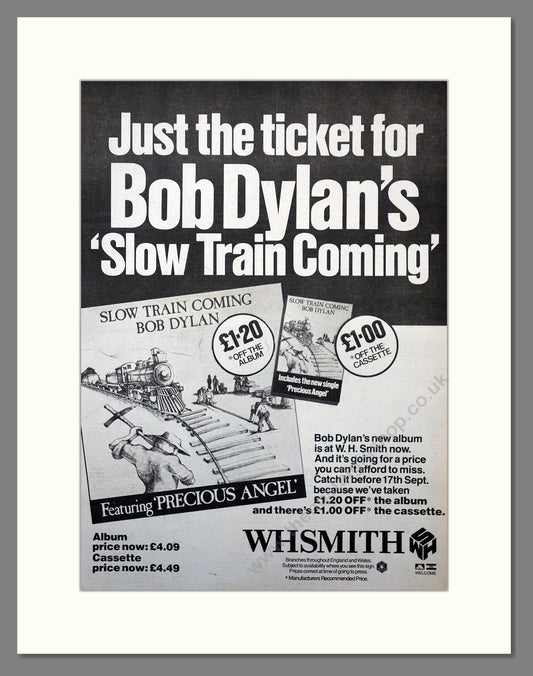 Just the ticket for
Bob Dylan's
'Slow Train Coming'
SLOW TRAIN COMING
BOB DYLAN
£1·20
*OFF THE
ALBUM
SLOW TRAIN COMING
BOB DYLAN
£1·00
*OFF THE
CASSETTE
Includes the new single
'Precious Angel'
Featuring 'PRECIOUS ANGEL'
Bob Dylan's new album
is at W. H. Smith now.
And it's going for a price
you can't afford to miss.
Catch it before 17th Sept.
because we've taken
£1.20 OFF* the album
and there's £1.00 OFF* the cassette.
Album
price now: £4.09
Cassette
price now: £4.49
WHSMITH
WHS
Branches throughout England and Wales.
Subject to availability where you see this sign.
Prices correct at time of going to press.
* Manufacturers Recommended Price.
WELCOME